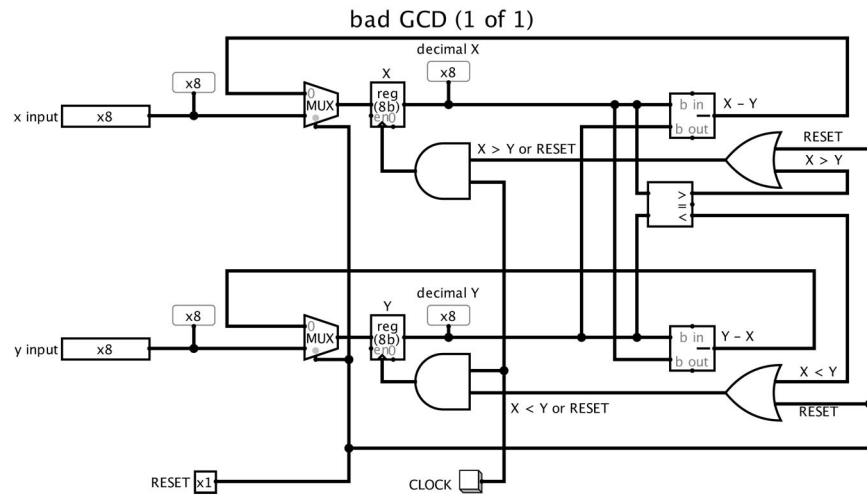 bad GCD (1 of 1)
decimal X
x8
x8
X
0
MUX
reg
(8b)
en0
x input
x8
b in
X – Y
b out
RESET
X > Y
X > Y or RESET
>
=
<
decimal Y
x8
x8
Y
0
MUX
reg
(8b)
en0
y input
x8
b in
Y – X
b out
X < Y
X < Y or RESET
RESET
RESET
x1
CLOCK